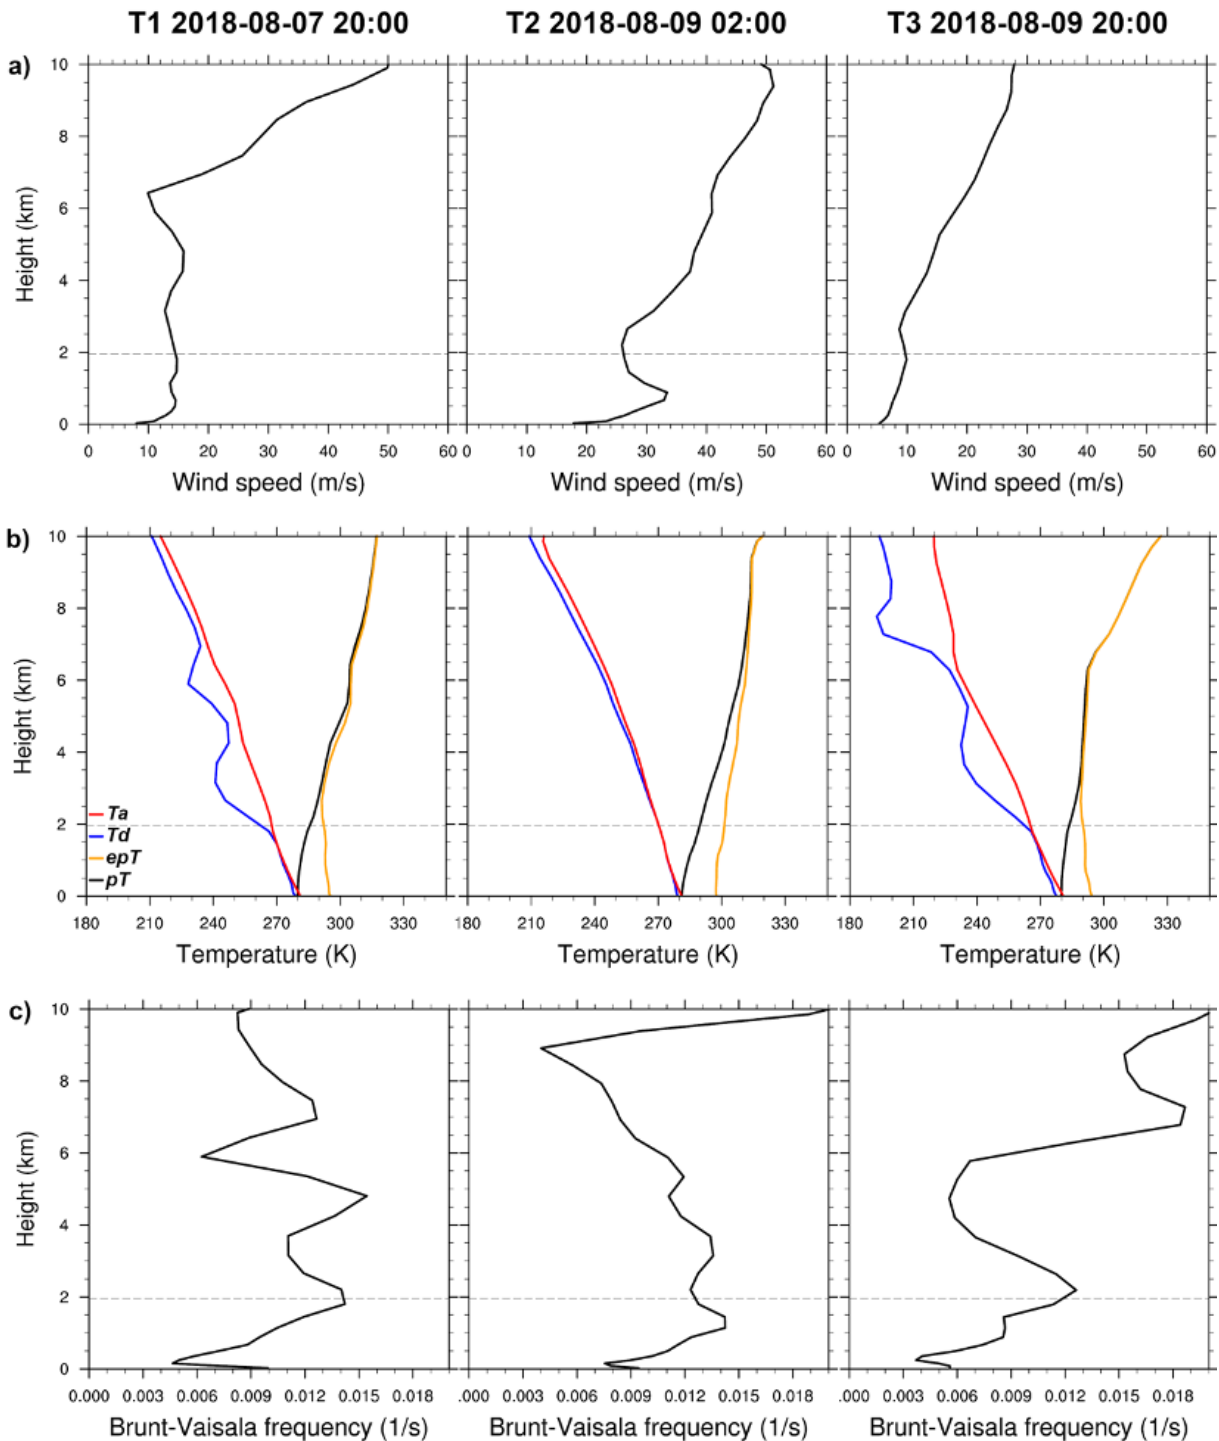 T1 2018-08-07 20:00 T2 2018-08-09 02:00 T3 2018-08-09 20:00
a)
10
8
6
4
2
0
Height (km)
0 10 20 30 40 50 60 0 10 20 30 40 50 60 0 10 20 30 40 50 60
Wind speed (m/s) Wind speed (m/s) Wind speed (m/s)
b)
10
8
6
4
2
0
Height (km)
Ta
Td
epT
pT
180 210 240 270 300 330 180 210 240 270 300 330 180 210 240 270 300 330
Temperature (K) Temperature (K) Temperature (K)
c)
10
8
6
4
2
0
Height (km)
0.000 0.003 0.006 0.009 0.012 0.015 0.018 .000 0.003 0.006 0.009 0.012 0.015 0.018 .000 0.003 0.006 0.009 0.012 0.015 0.018
Brunt-Vaisala frequency (1/s) Brunt-Vaisala frequency (1/s) Brunt-Vaisala frequency (1/s)